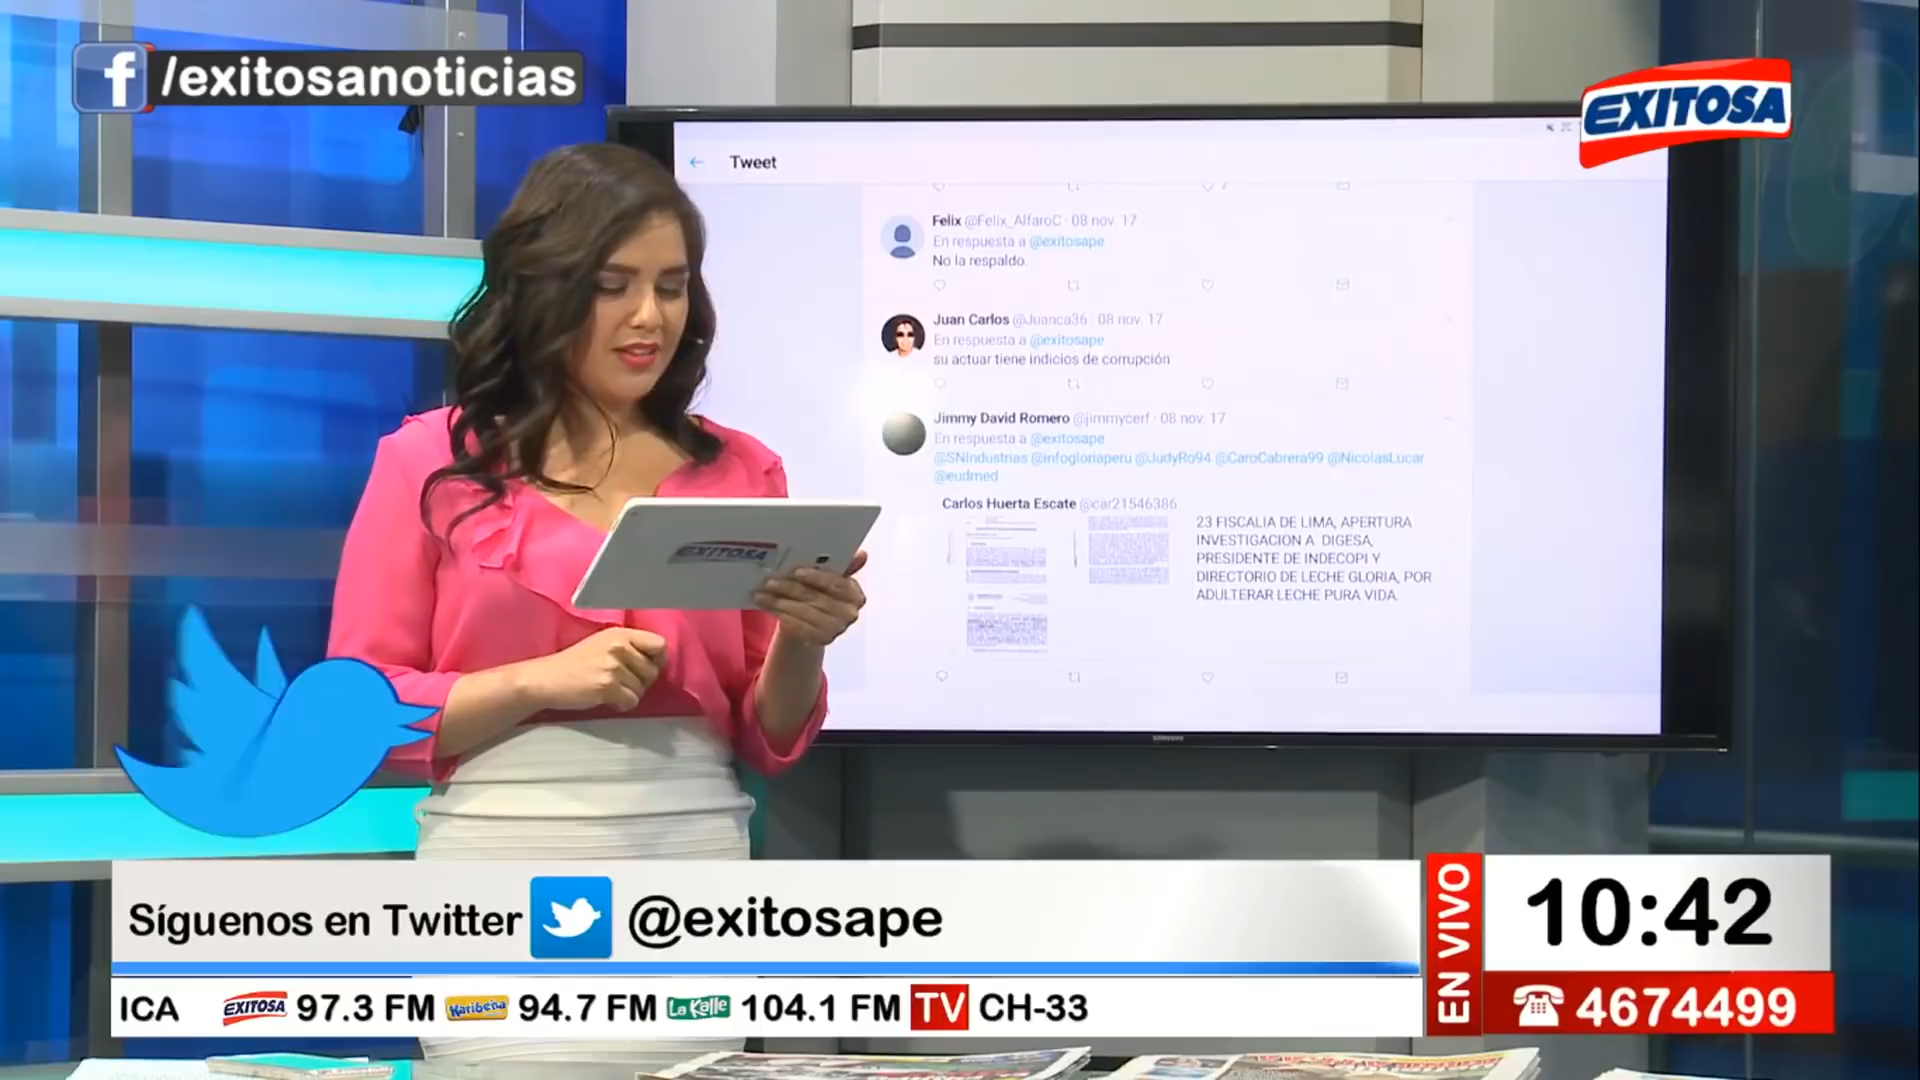 f /exitosanoticias
EXITOSA
Tweet
Felix @Felix_AlfaroC · 08 nov. 17
En respuesta a @exitosape
No la respaldo.
Juan Carlos @Juanca36 · 08 nov. 17
En respuesta a @exitosape
su actuar tiene indicios de corrupción
Jimmy David Romero @jimmycerf · 08 nov. 17
En respuesta a @exitosape
@SNIndustrias @infogloriaperu @JudyRo94 @CaroCabrera99 @NicolasLucar
@eudmed
Carlos Huerta Escate @car21546386
23 FISCALIA DE LIMA, APERTURA
INVESTIGACION A DIGESA,
PRESIDENTE DE INDECOPI Y
DIRECTORIO DE LECHE GLORIA, POR
ADULTERAR LECHE PURA VIDA.
EXITOSA
SAMSUNG
Síguenos en Twitter @exitosape
EN VIVO
10:42
4674499
ICA EXITOSA 97.3 FM Karibeña 94.7 FM La Kalle 104.1 FM TV CH-33